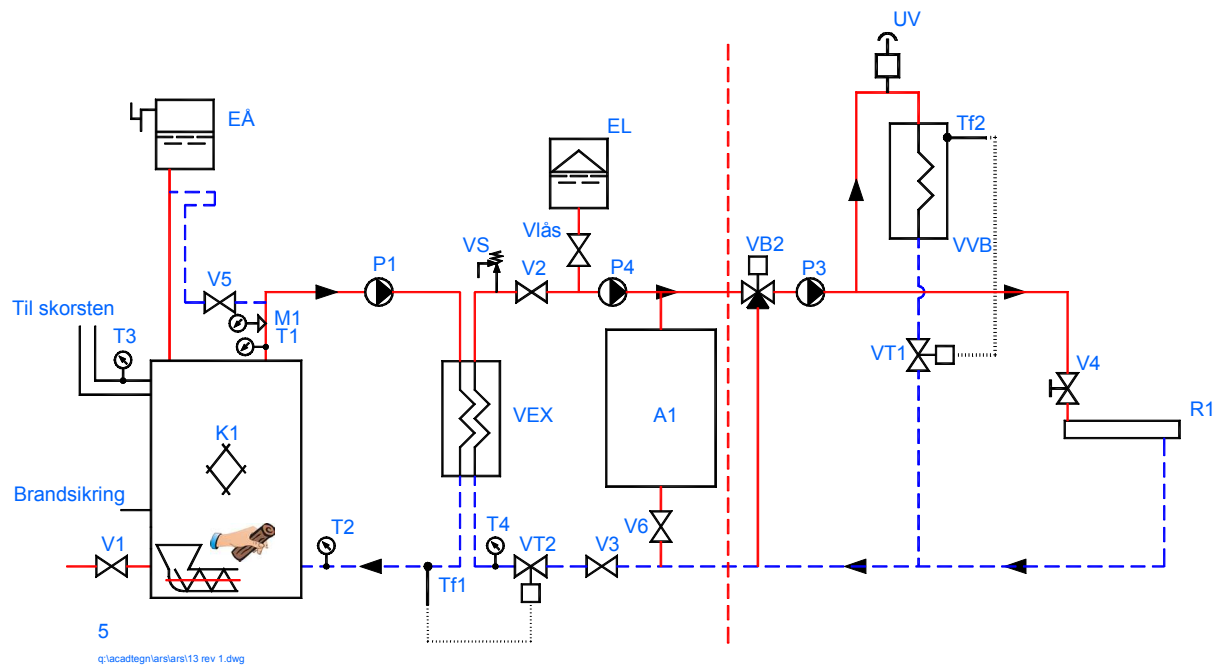 UV
EÅ
EL
Tf2
Vlås
VS
V2
P4
VB2
P3
VVB
P1
V5
M1
T1
Til skorsten
T3
VT1
V4
R1
VEX
A1
K1
Brandsikring
V1
T2
T4
VT2
V3
V6
Tf1
5
q:\acadtegn\ars\ars\13 rev 1.dwg